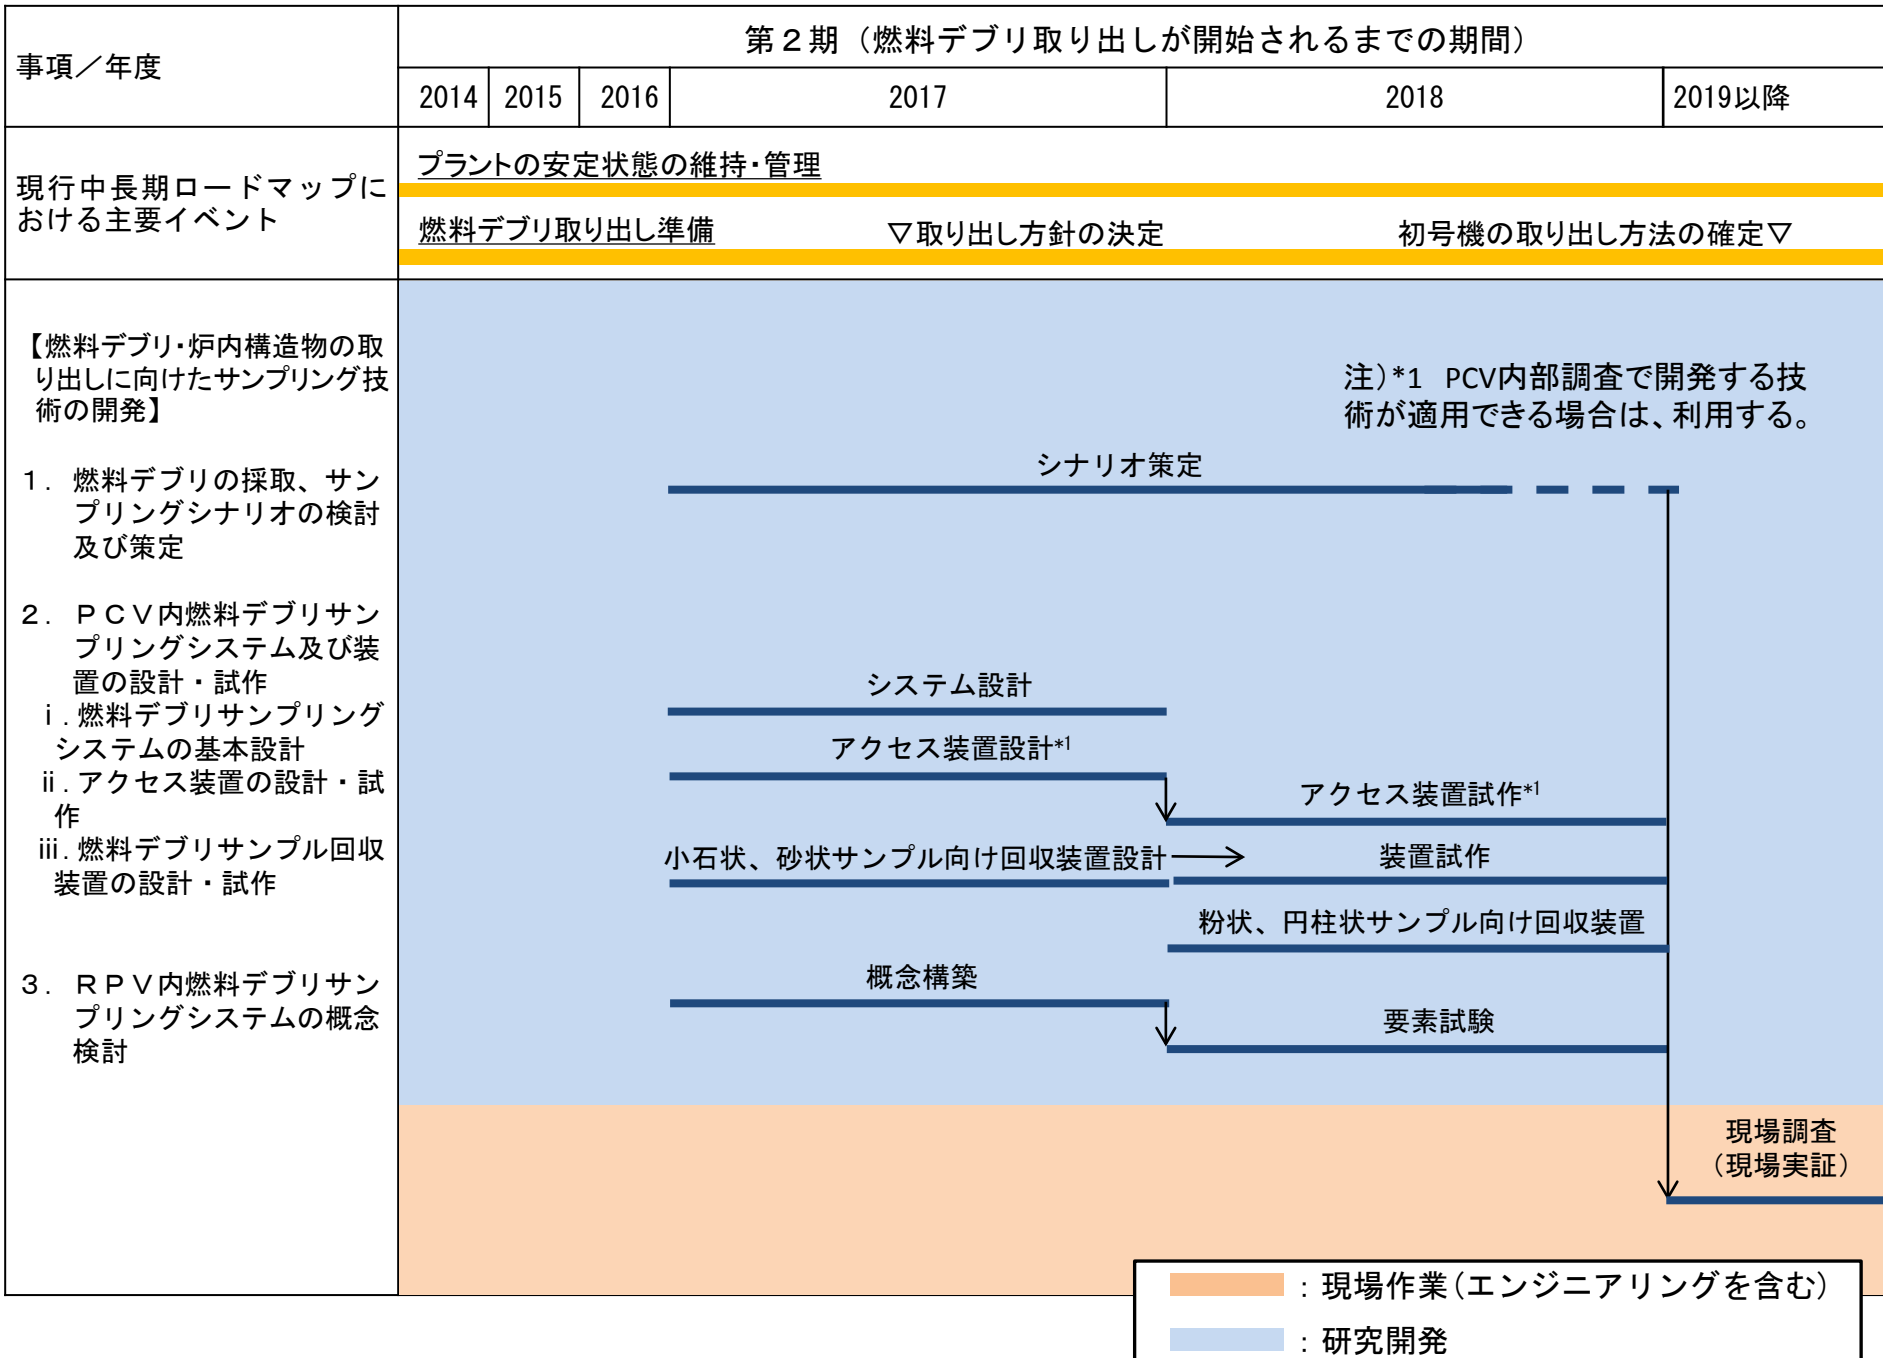 事項／年度
第２期（燃料デブリ取り出しが開始されるまでの期間）
2014 2015 2016 2017 2018 2019以降
現行中長期ロードマップに
おける主要イベント
プラントの安定状態の維持･管理
燃料デブリ取り出し準備 ▽取り出し方針の決定 初号機の取り出し方法の確定▽
【燃料デブリ･炉内構造物の取
り出しに向けたサンプリング技
術の開発】
注）*1 PCV内部調査で開発する技
術が適用できる場合は、利用する。
１. 燃料デブリの採取、サン
プリングシナリオの検討
及び策定
シナリオ策定
２. ＰＣＶ内燃料デブリサン
プリングシステム及び装
置の設計・試作
ⅰ. 燃料デブリサンプリング
システムの基本設計
ⅱ. アクセス装置の設計・試
作
ⅲ. 燃料デブリサンプル回収
装置の設計・試作
システム設計
アクセス装置設計*1
アクセス装置試作*1
小石状、砂状サンプル向け回収装置設計 装置試作
粉状、円柱状サンプル向け回収装置
３. ＲＰＶ内燃料デブリサン
プリングシステムの概念
検討
概念構築
要素試験
現場調査
（現場実証）
：現場作業（エンジニアリングを含む）
：研究開発